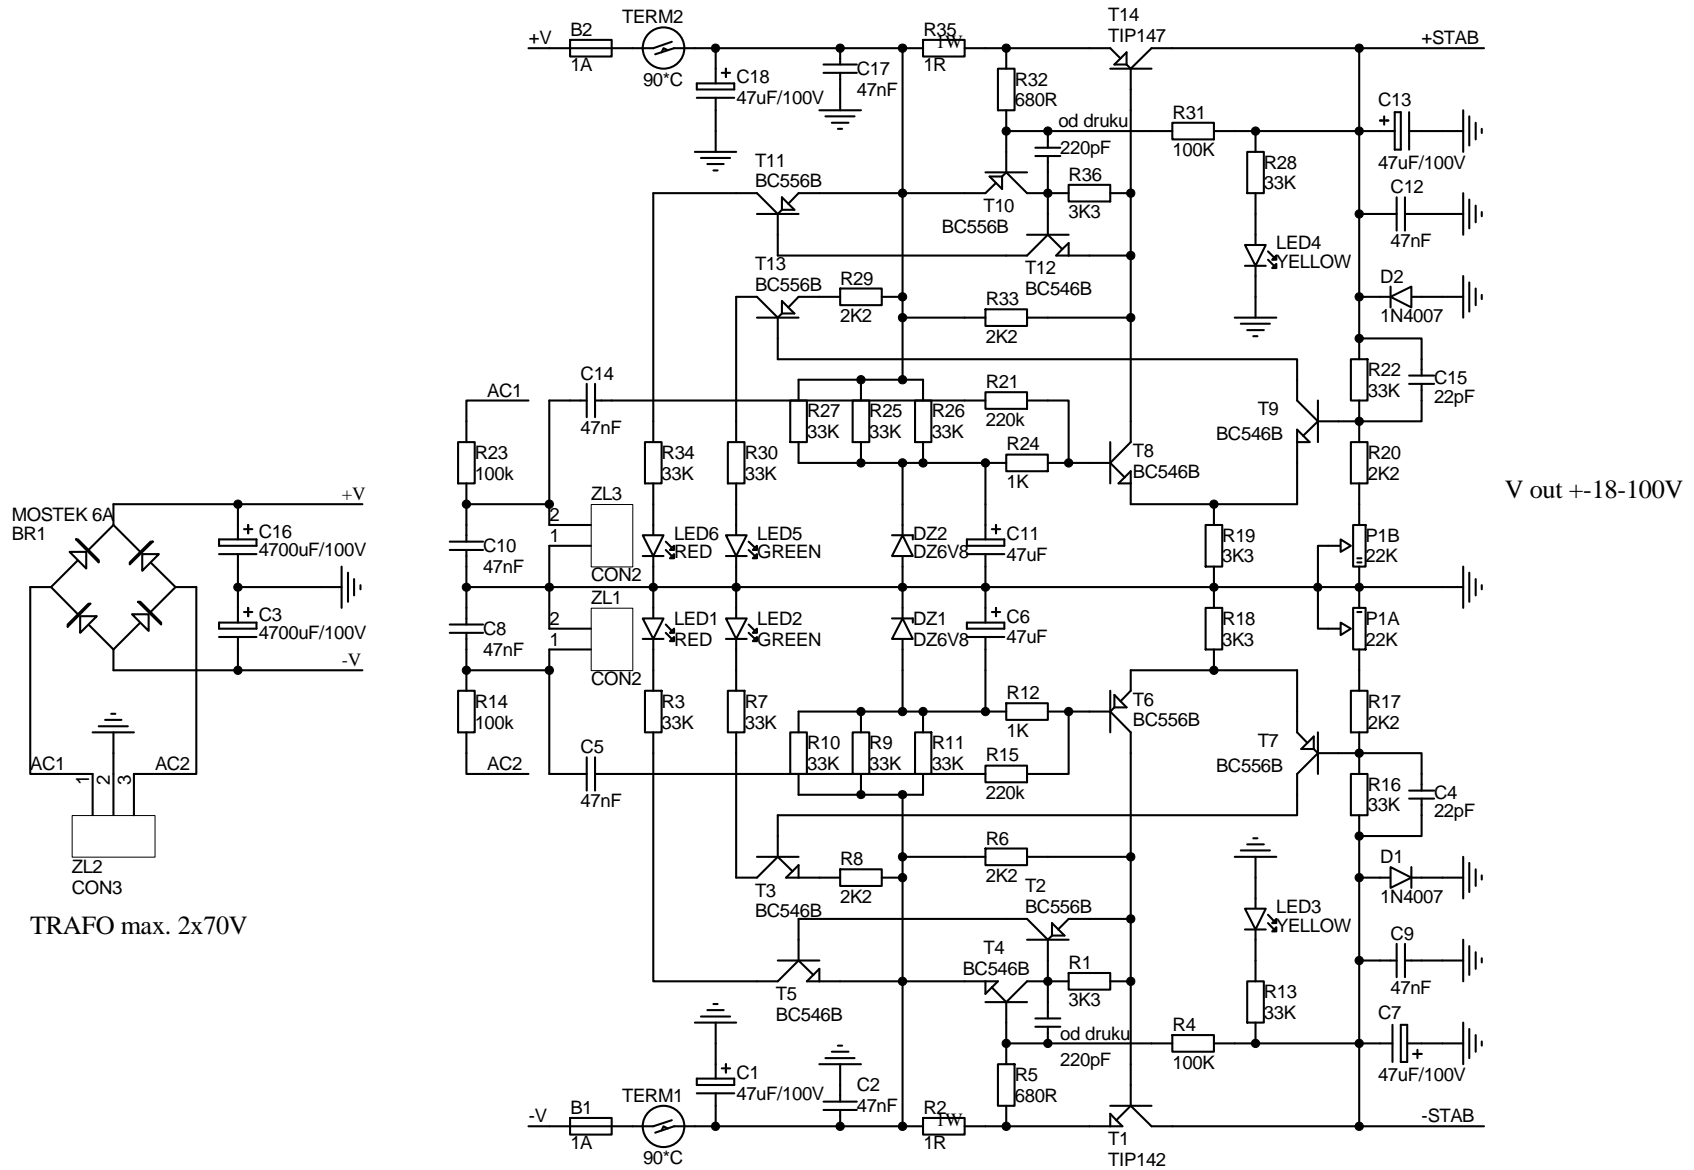 TERM2
T14
TIP147
+V
B2
1A
90*C
R35
1W
1R
+STAB
C18
47uF/100V
C17
47nF
R32
680R
od druku
220pF
R31
100K
C13
47uF/100V
T11
BC556B
T10
BC556B
R36
3K3
R28
33K
C12
47nF
T12
BC546B
LED4
YELLOW
T13
BC556B
R29
2K2
R33
2K2
D2
1N4007
AC1
C14
47nF
R27
33K
R25
33K
R26
33K
R21
220k
R22
33K
C15
22pF
T9
BC546B
R23
100k
R34
33K
R30
33K
R24
1K
T8
BC546B
R20
2K2
V out +-18-100V
+V
MOSTEK 6A
BR1
C16
4700uF/100V
C10
47nF
ZL3
2
1
CON2
LED6
RED
LED5
GREEN
DZ2
DZ6V8
C11
47uF
R19
3K3
P1B
22K
C3
4700uF/100V
-V
C8
47nF
ZL1
2
1
CON2
LED1
RED
LED2
GREEN
DZ1
DZ6V8
C6
47uF
R18
3K3
P1A
22K
R14
100k
R3
33K
R7
33K
R12
1K
T6
BC556B
R17
2K2
AC1
1
2
3
AC2
ZL2
CON3
TRAFO max. 2x70V
AC2
C5
47nF
R10
33K
R9
33K
R11
33K
R15
220k
T7
BC556B
R16
33K
C4
22pF
T3
BC546B
R8
2K2
R6
2K2
T2
BC556B
D1
1N4007
LED3
YELLOW
T5
BC546B
T4
BC546B
R1
3K3
C9
47nF
R13
33K
od druku
220pF
R4
100K
C7
47uF/100V
C1
47uF/100V
C2
47nF
R5
680R
TERM1
-V
B1
1A
90*C
R2
1W
1R
T1
TIP142
-STAB